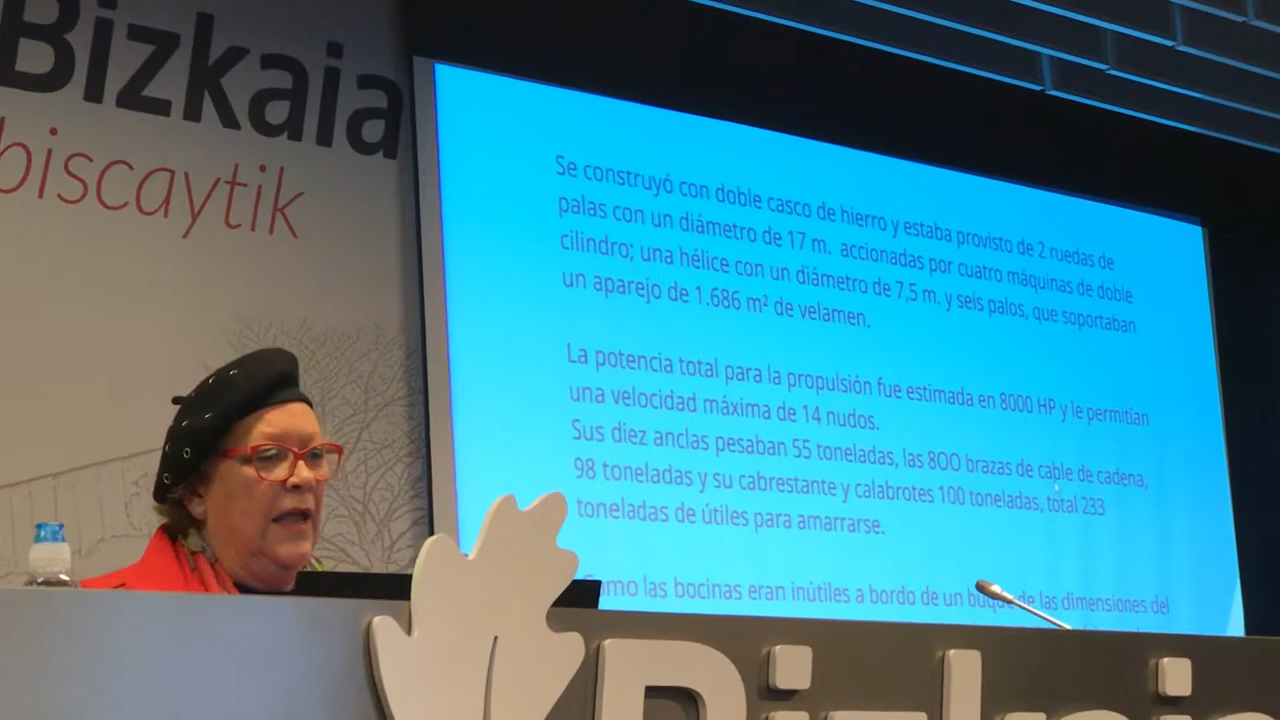 Bizkaia
biscaytik
Se construyó con doble casco de hierro y estaba provisto de 2 ruedas de
palas con un diámetro de 17 m. accionadas por cuatro máquinas de doble
cilindro; una hélice con un diámetro de 7,5 m. y seis palos, que soportaban
un aparejo de 1.686 m² de velamen.
La potencia total para la propulsión fue estimada en 8000 HP y le permitían
una velocidad máxima de 14 nudos.
Sus diez anclas pesaban 55 toneladas, las 8OO brazas de cable de cadena,
98 toneladas y su cabrestante y calabrotes 100 toneladas, total 233
toneladas de útiles para amarrarse.
Como las bocinas eran inútiles a bordo de un buque de las dimensiones del
Bizkaia